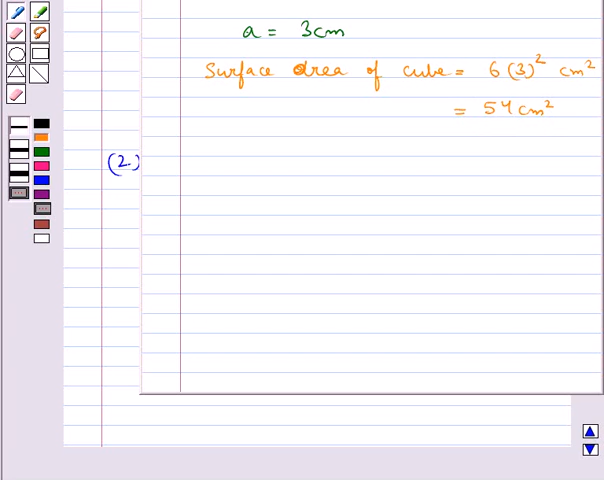 a = 3cm
Surface area of cube = 6(3)² cm²
= 54 cm²
(2.)